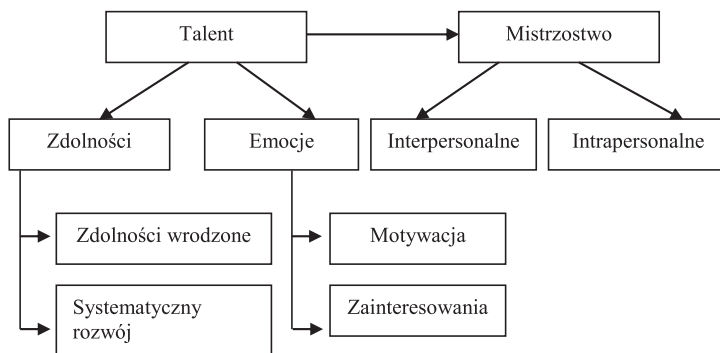 Talent
Mistrzostwo
Zdolności
Emocje
Interpersonalne
Intrapersonalne
Zdolności wrodzone
Motywacja
Systematyczny
rozwój
Zainteresowania